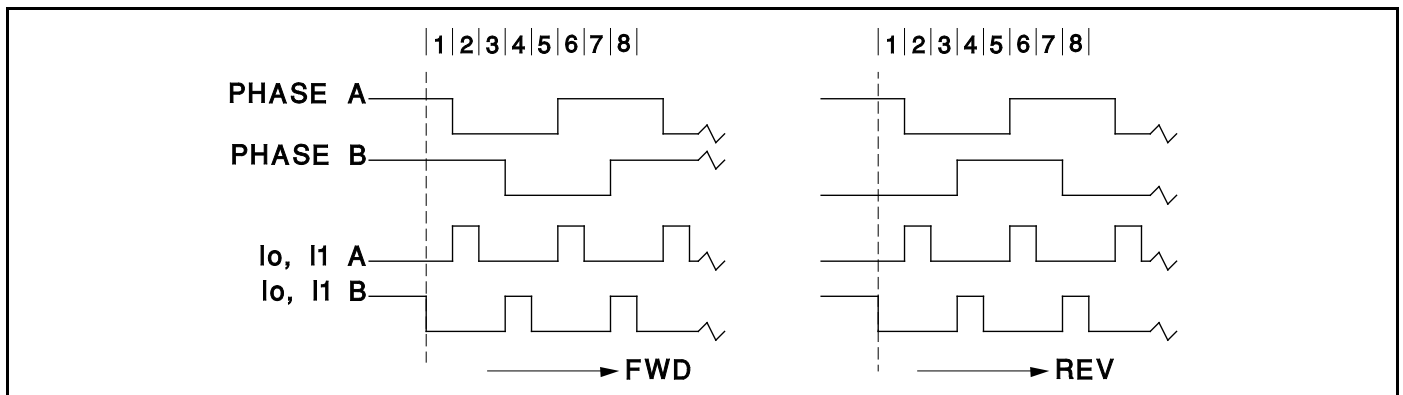 1 2 3 4 5 6 7 8
1 2 3 4 5 6 7 8
PHASE A
PHASE B
Io, I1 A
Io, I1 B
FWD
REV